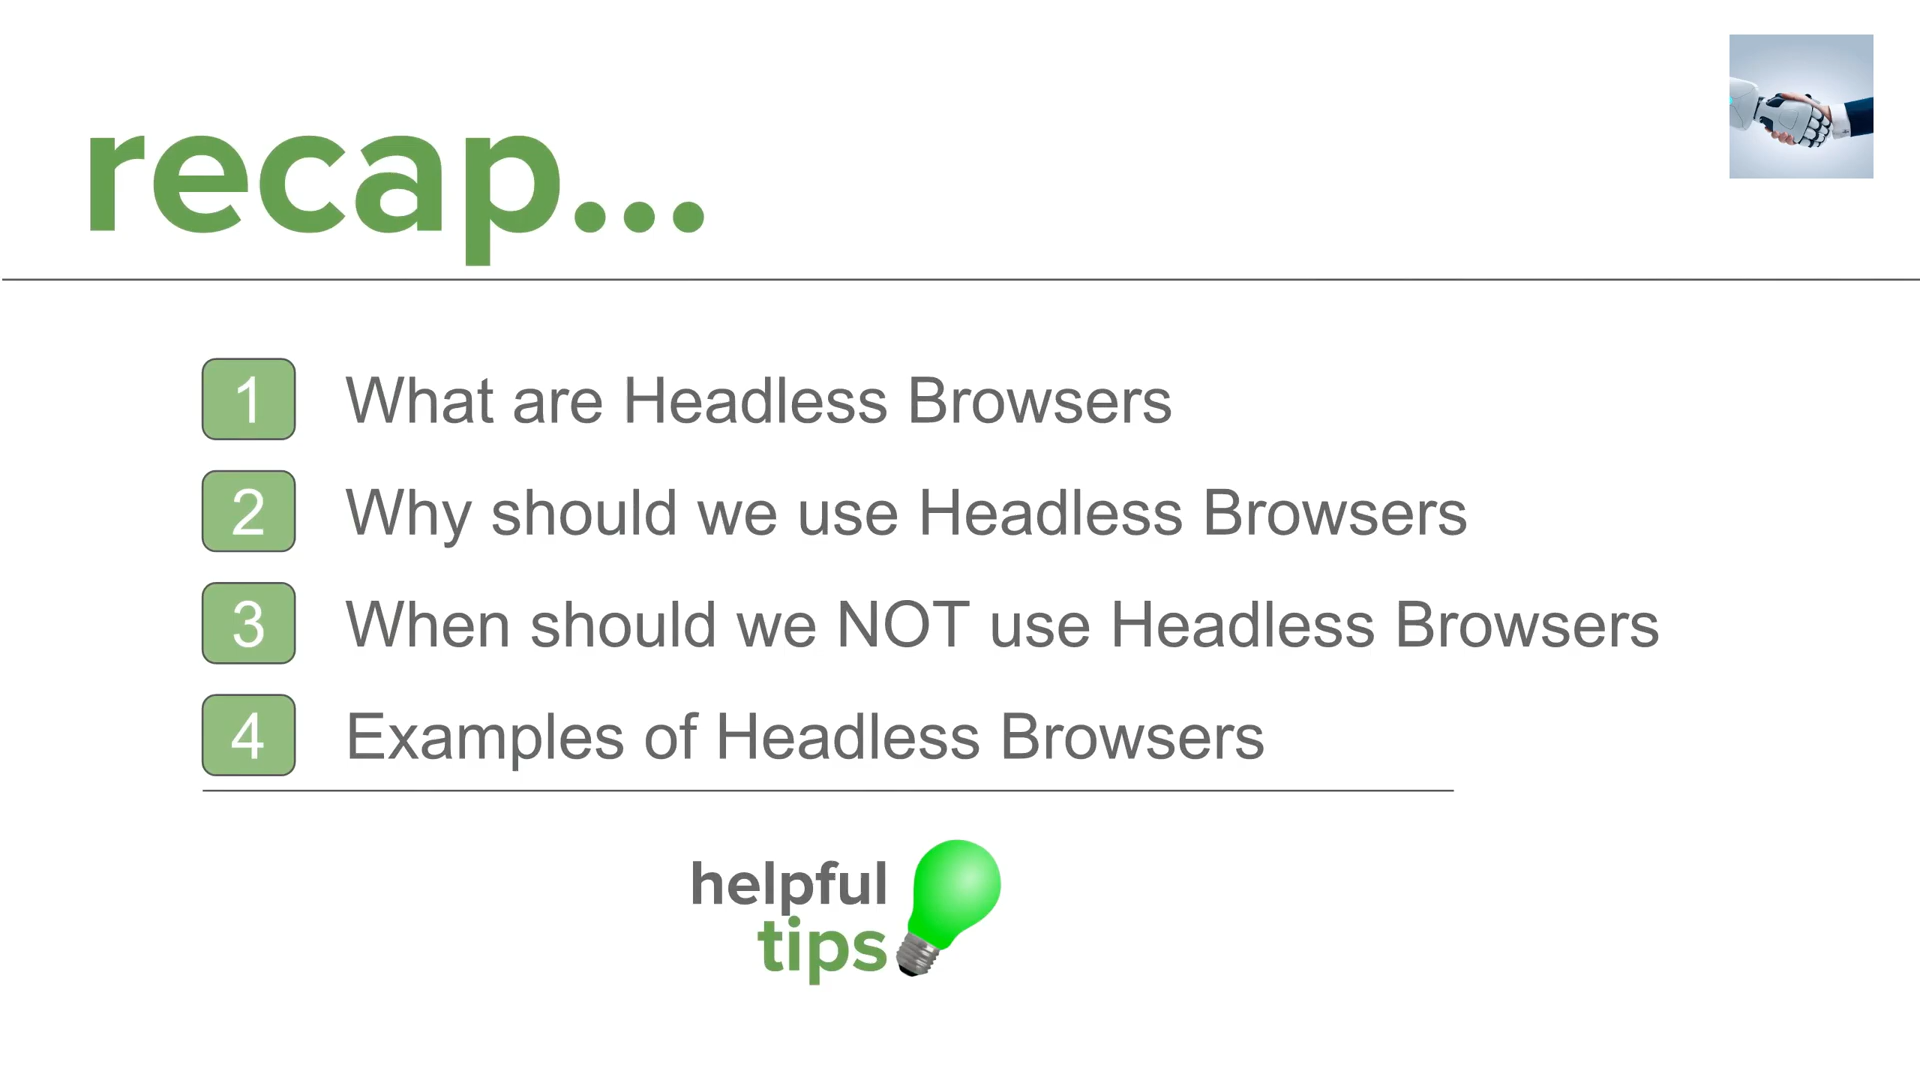 recap...
1 What are Headless Browsers
2 Why should we use Headless Browsers
3 When should we NOT use Headless Browsers
4 Examples of Headless Browsers
helpful
tips